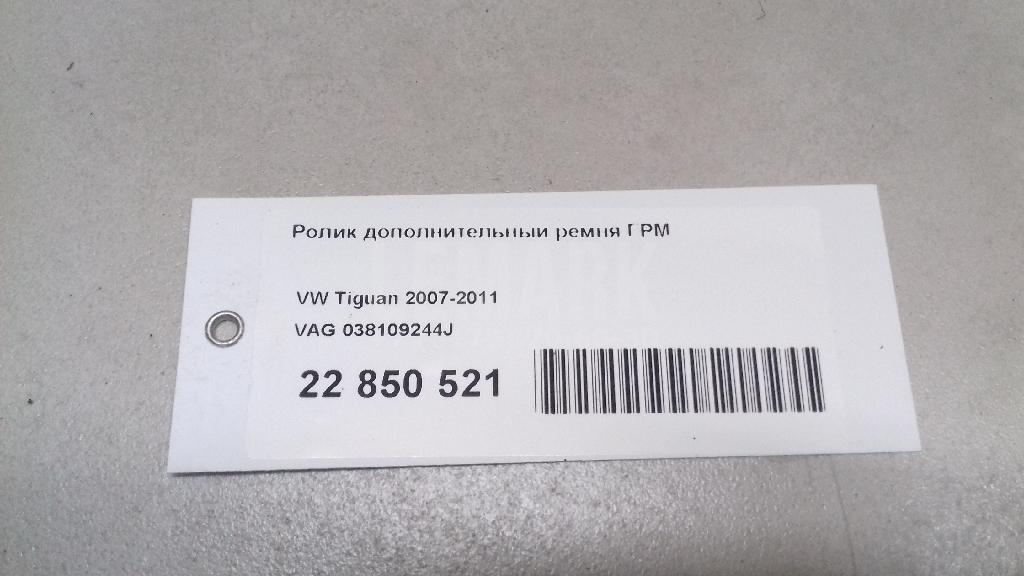 Ролик дополнительный ремня ГРМ
VW Tiguan 2007-2011
VAG 038109244J
22 850 521